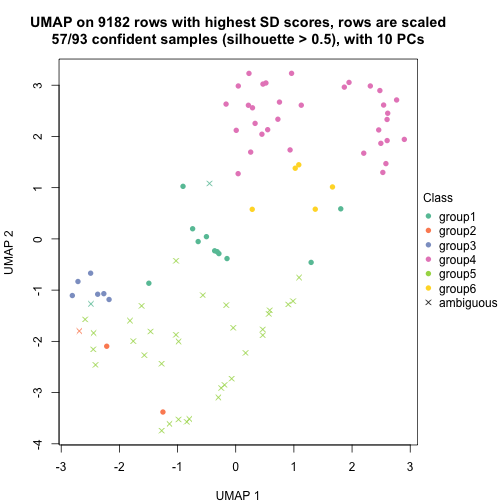 UMAP on 9182 rows with highest SD scores, rows are scaled
57/93 confident samples (silhouette > 0.5), with 10 PCs
UMAP 2
3
2
1
0
-1
-2
-3
-4
-3
-2
-1
0
1
2
3
UMAP 1
Class
group1
group2
group3
group4
group5
group6
ambiguous